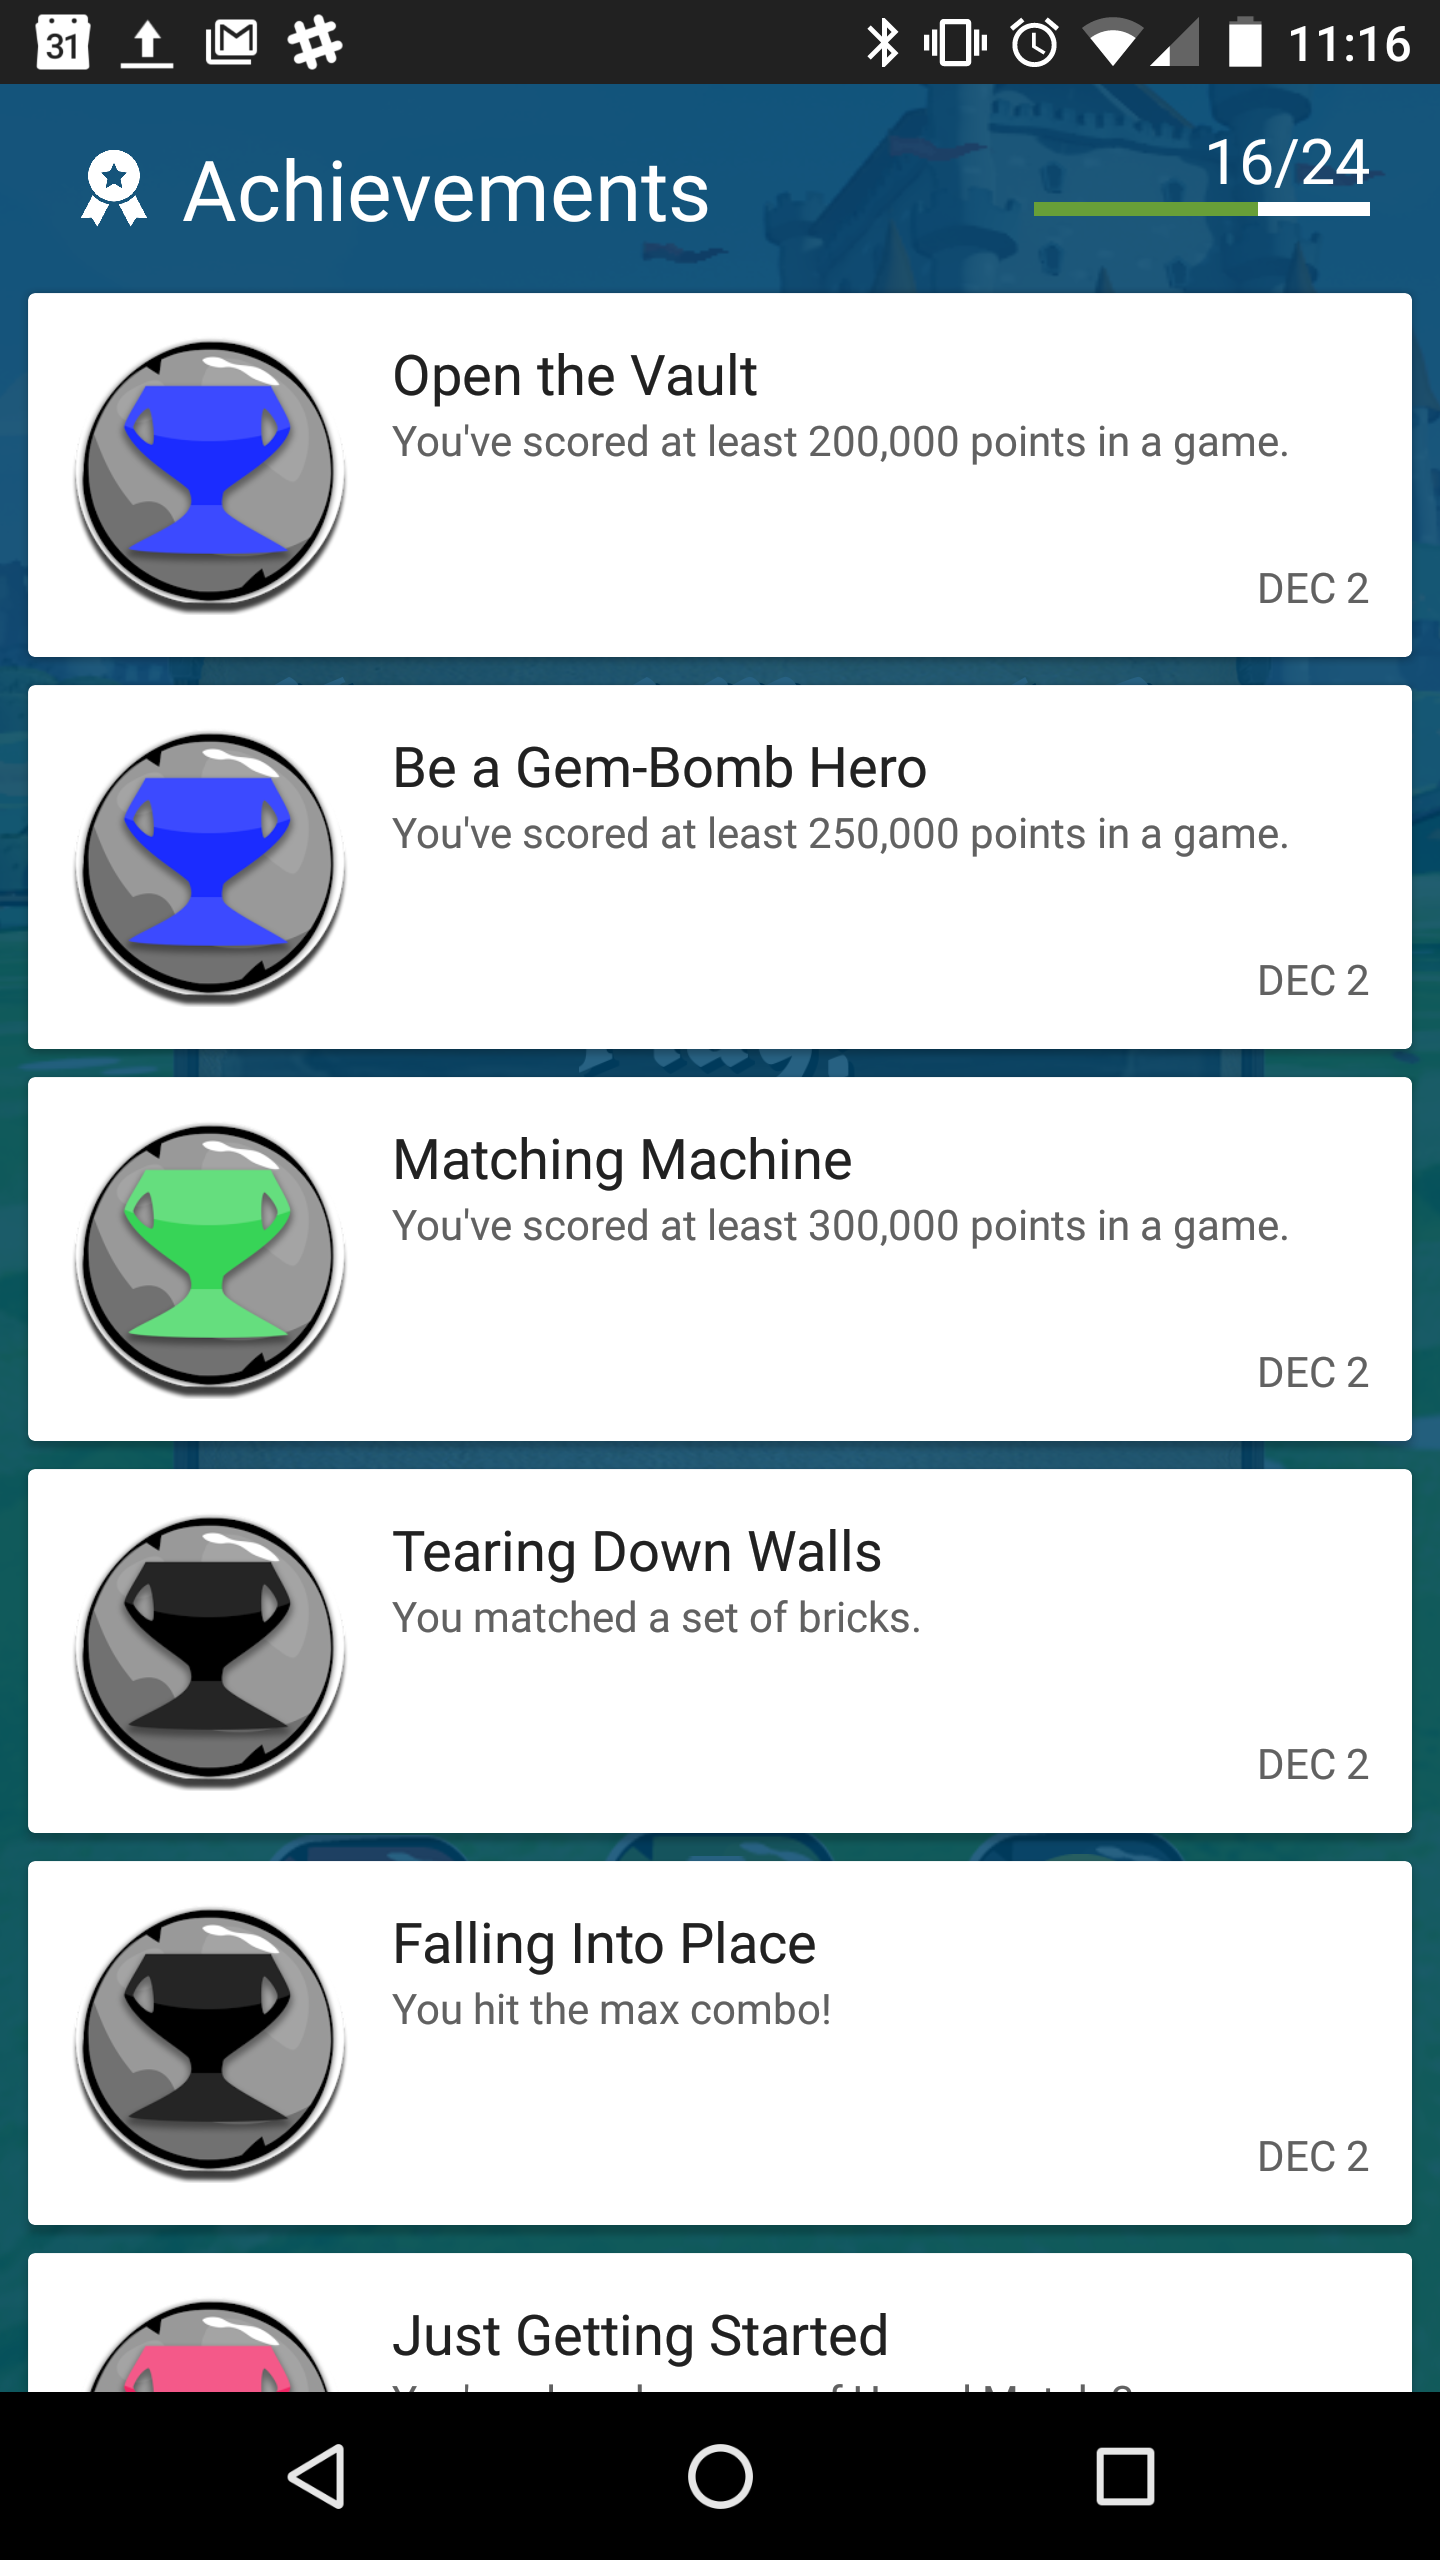 31
11:16
Achievements
16/24
Open the Vault
You've scored at least 200,000 points in a game.
DEC 2
Be a Gem-Bomb Hero
You've scored at least 250,000 points in a game.
DEC 2
Matching Machine
You've scored at least 300,000 points in a game.
DEC 2
Tearing Down Walls
You matched a set of bricks.
DEC 2
Falling Into Place
You hit the max combo!
DEC 2
Just Getting Started